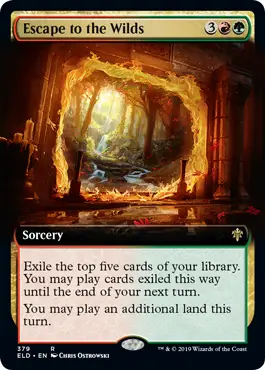 Escape to the Wilds
3
Sorcery
Exile the top five cards of your library.
You may play cards exiled this way
until the end of your next turn.
You may play an additional land this
turn.
379 R
ELD • EN CHRIS OSTROWSKI
™ & © 2019 Wizards of the Coast